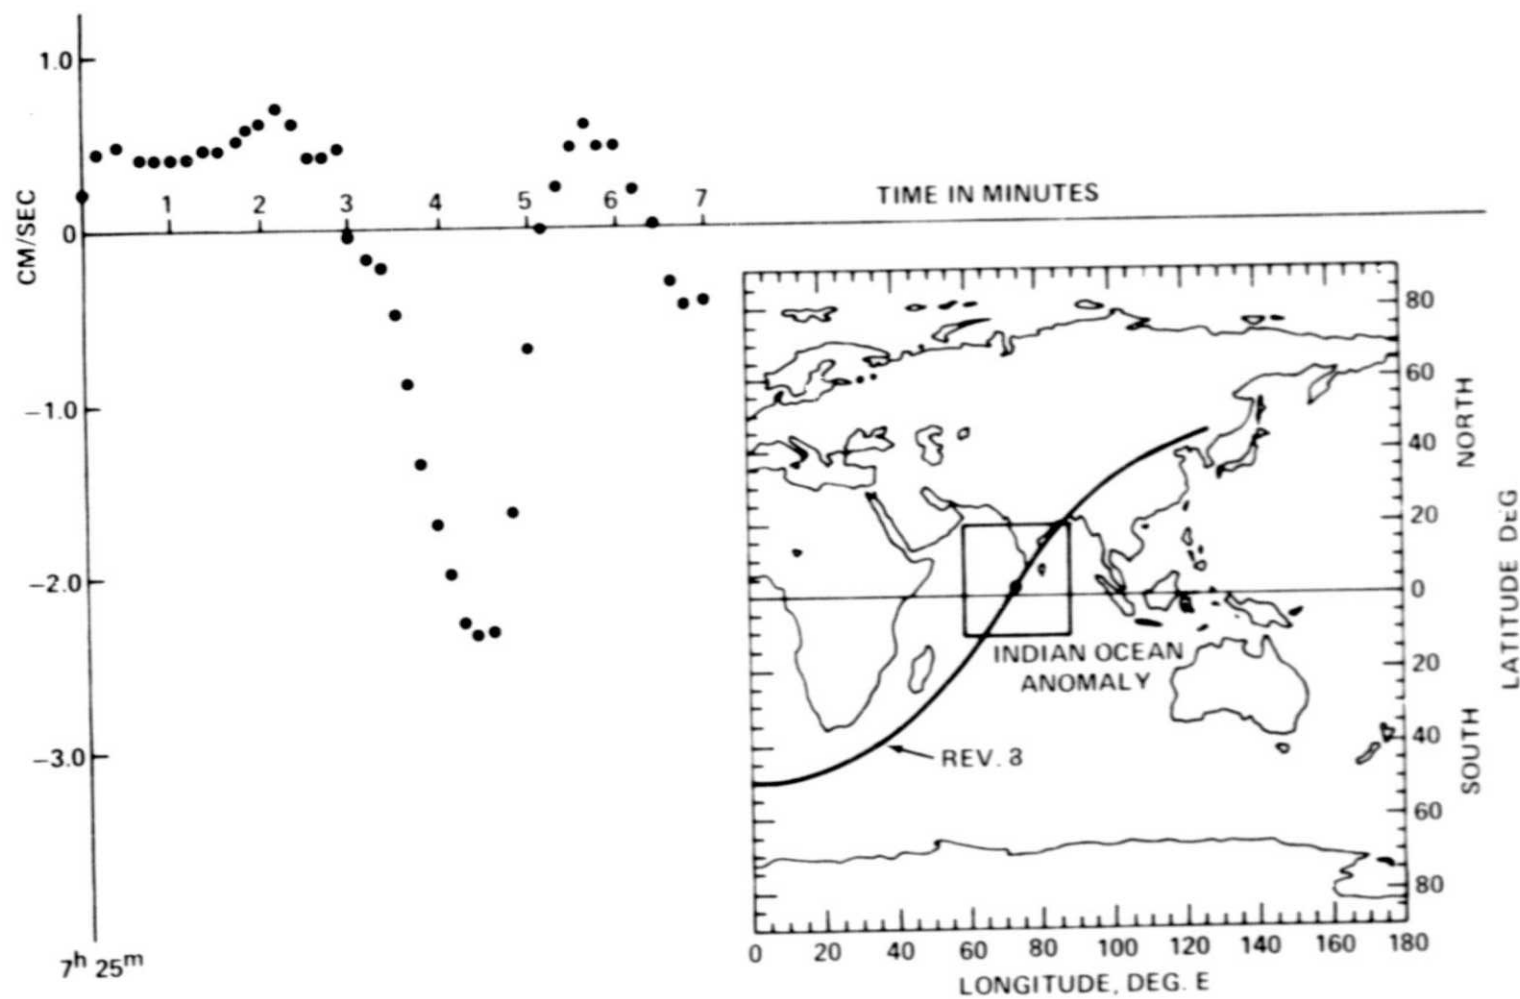 1.0
0
−1.0
−2.0
−3.0
CM/SEC
1 2 3 4 5 6 7
TIME IN MINUTES
7h 25m
80
60
40
20
0
20
40
60
80
NORTH
SOUTH
LATITUDE DEG
INDIAN OCEAN
ANOMALY
REV. 3
0 20 40 60 80 100 120 140 160 180
LONGITUDE, DEG. E